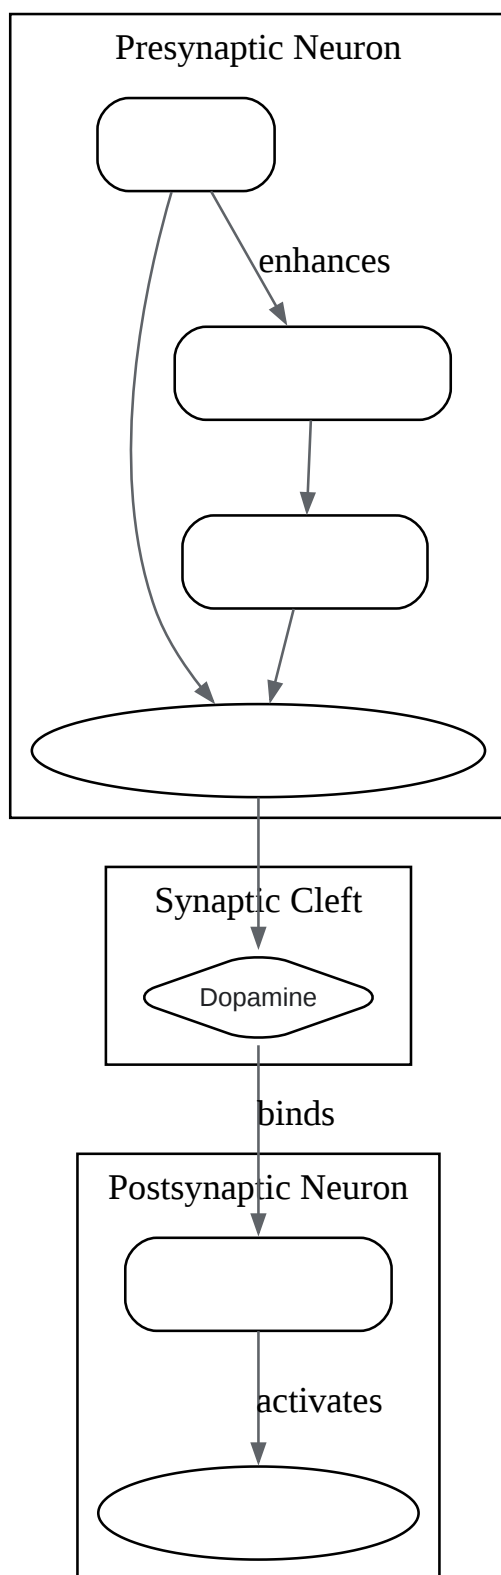 Presynaptic Neuron
enhances
Synaptic Cleft
Dopamine
binds
Postsynaptic Neuron
activates